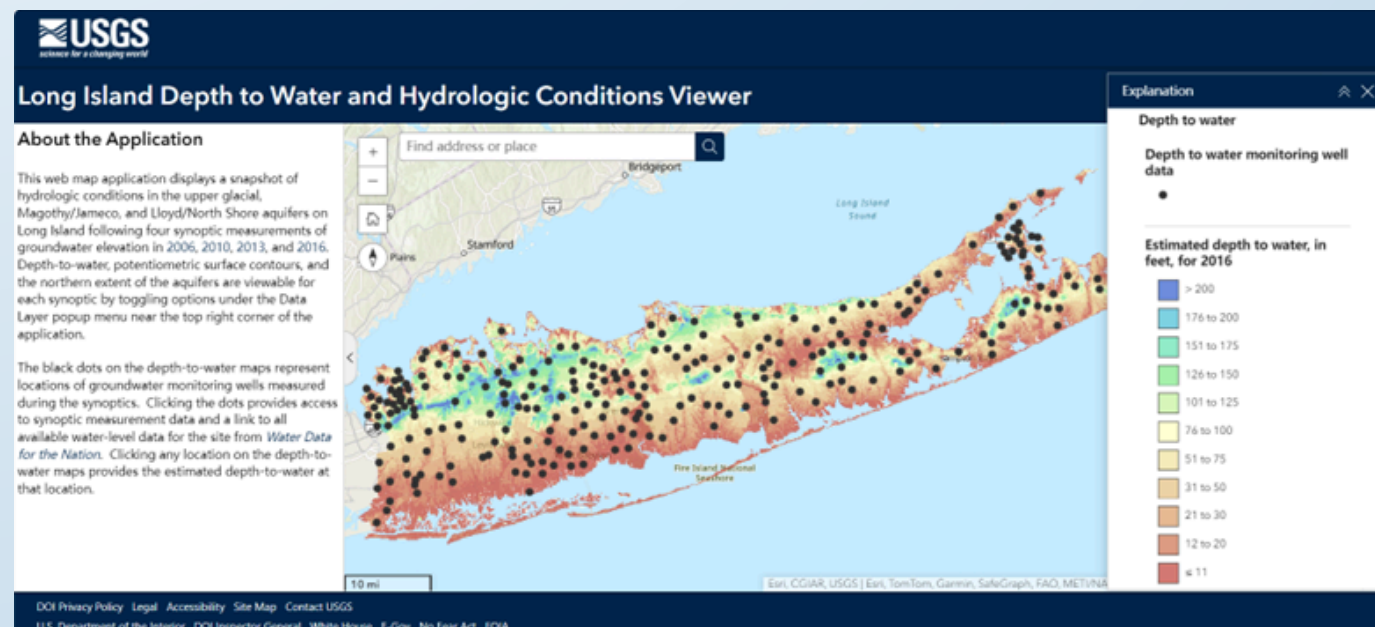 USGS
science for a changing world
Long Island Depth to Water and Hydrologic Conditions Viewer
About the Application
This web map application displays a snapshot of
hydrologic conditions in the upper glacial,
Magothy/Jameco, and Lloyd/North Shore aquifers on
Long Island following four synoptic measurements of
groundwater elevation in 2006, 2010, 2013, and 2016.
Depth-to-water, potentiometric surface contours, and
the northern extent of the aquifers are viewable for
each synoptic by toggling options under the Data
Layer popup menu near the top right corner of the
application.
The black dots on the depth-to-water maps represent
locations of groundwater monitoring wells measured
during the synoptics. Clicking the dots provides access
to synoptic measurement data and a link to all
available water-level data for the site from Water Data
for the Nation. Clicking any location on the depth-to-
water maps provides the estimated depth-to-water at
that location.
+
−
Find address or place
Bridgeport
Long Island
Sound
Stamford
Plains
Fire Island National
Seashore
10 mi
Esri, CGIAR, USGS | Esri, TomTom, Garmin, SafeGraph, FAO, METI/NA
Explanation
Depth to water
Depth to water monitoring well
data
Estimated depth to water, in
feet, for 2016
> 200
176 to 200
151 to 175
126 to 150
101 to 125
76 to 100
51 to 75
31 to 50
21 to 30
12 to 20
≤ 11
DOI Privacy Policy Legal Accessibility Site Map Contact USGS
U.S. Department of the Interior DOI Inspector General White House E-Gov No Fear Act FOIA